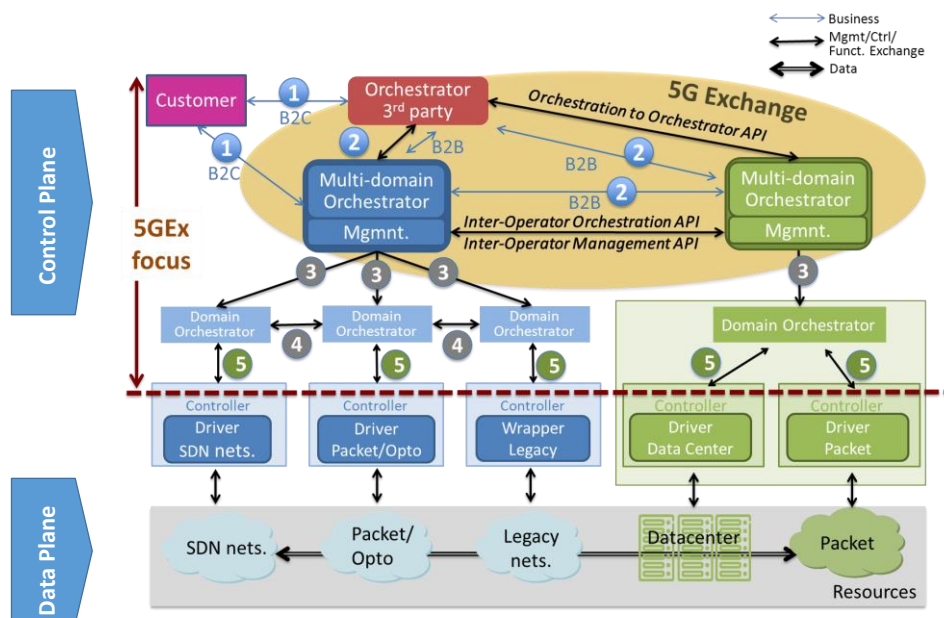 Business
Mgmt/Ctrl/
Funct. Exchange
Data
Control Plane
Data Plane
5GEx
focus
Customer
1
B2C
1
B2C
Orchestrator
3rd party
5G Exchange
Orchestration to Orchestrator API
2
B2B
2
B2B
2
B2B
Multi-domain
Orchestrator
Mgmnt.
Inter-Operator Orchestration API
Inter-Operator Management API
Multi-domain
Orchestrator
Mgmnt.
3
3
3
3
Domain
Orchestrator
4
Domain
Orchestrator
4
Domain
Orchestrator
Domain Orchestrator
5
5
5
5
5
Controller
Driver
SDN nets.
Controller
Driver
Packet/Opto
Controller
Wrapper
Legacy
Controller
Driver
Data Center
Controller
Driver
Packet
SDN nets.
Packet/
Opto
Legacy
nets.
Datacenter
Packet
Resources